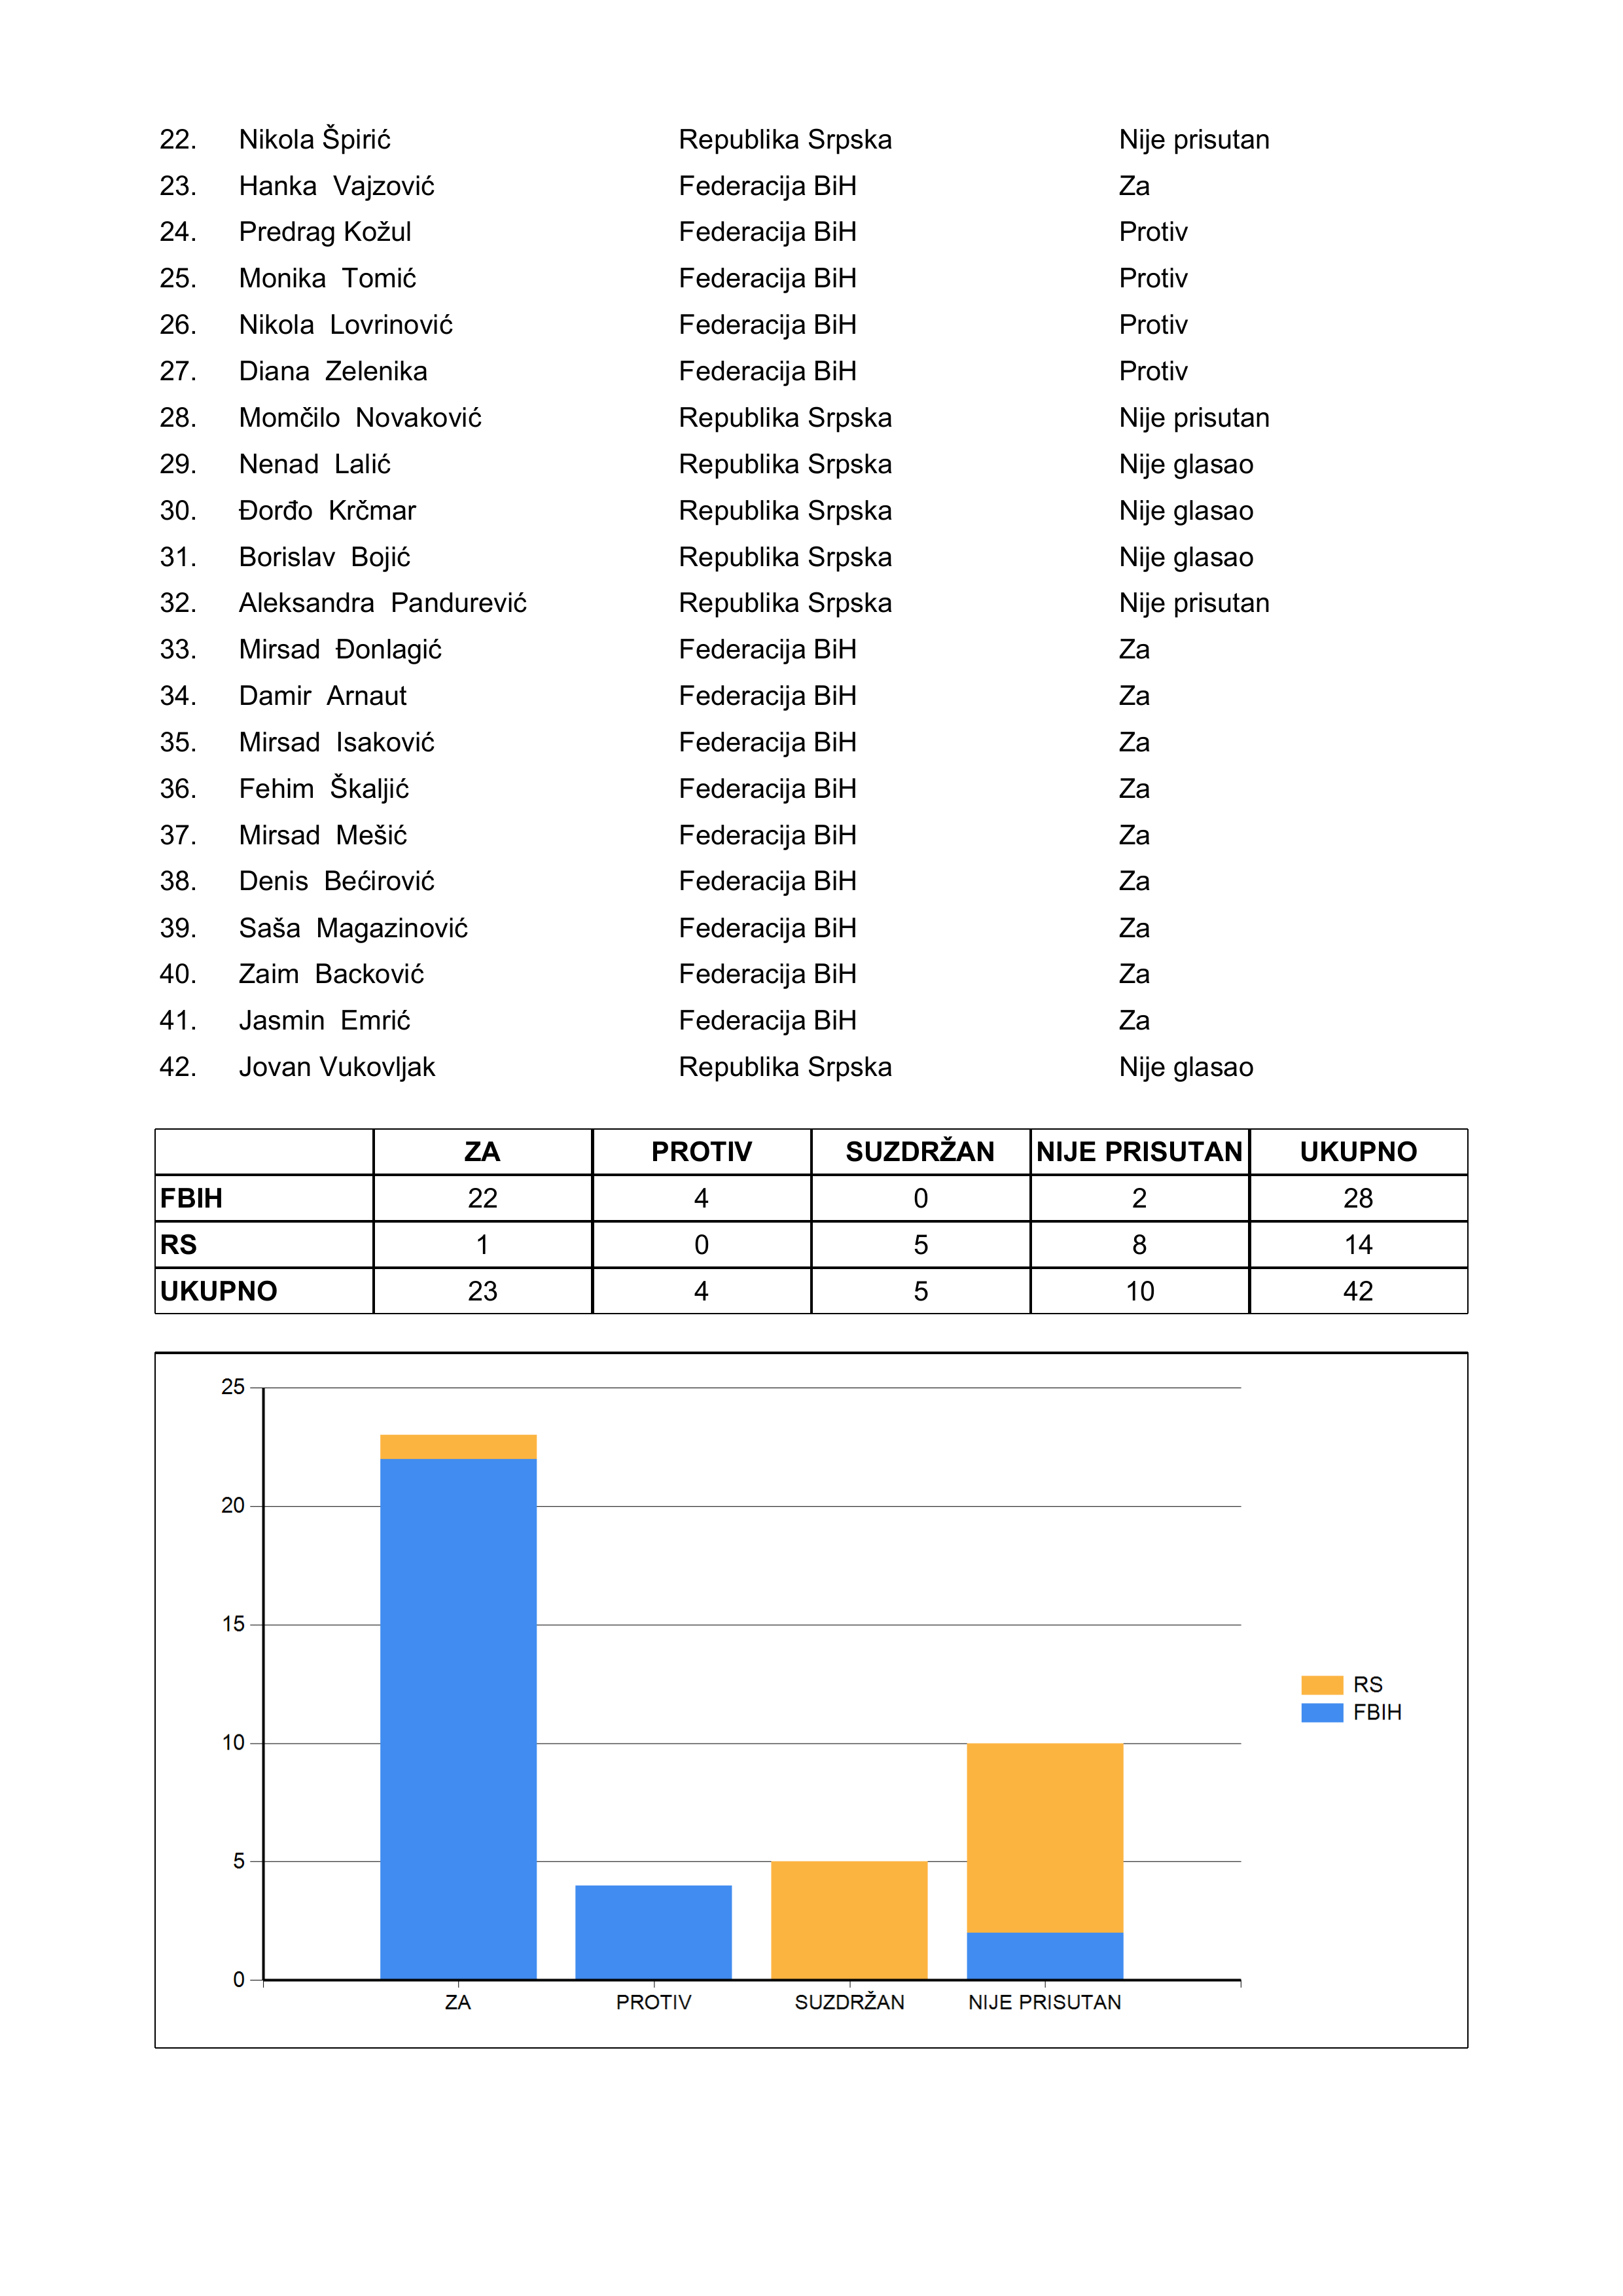 22. Nikola Špirić Republika Srpska Nije prisutan
23. Hanka Vajzović Federacija BiH Za
24. Predrag Kožul Federacija BiH Protiv
25. Monika Tomić Federacija BiH Protiv
26. Nikola Lovrinović Federacija BiH Protiv
27. Diana Zelenika Federacija BiH Protiv
28. Momčilo Novaković Republika Srpska Nije prisutan
29. Nenad Lalić Republika Srpska Nije glasao
30. Đorđo Krčmar Republika Srpska Nije glasao
31. Borislav Bojić Republika Srpska Nije glasao
32. Aleksandra Pandurević Republika Srpska Nije prisutan
33. Mirsad Đonlagić Federacija BiH Za
34. Damir Arnaut Federacija BiH Za
35. Mirsad Isaković Federacija BiH Za
36. Fehim Škaljić Federacija BiH Za
37. Mirsad Mešić Federacija BiH Za
38. Denis Bećirović Federacija BiH Za
39. Saša Magazinović Federacija BiH Za
40. Zaim Backović Federacija BiH Za
41. Jasmin Emrić Federacija BiH Za
42. Jovan Vukovljak Republika Srpska Nije glasao
ZA PROTIV SUZDRŽAN NIJE PRISUTAN UKUPNO
FBIH 22 4 0 2 28
RS 1 0 5 8 14
UKUPNO 23 4 5 10 42
25
20
15
10
5
0
ZA PROTIV SUZDRŽAN NIJE PRISUTAN
RS
FBIH